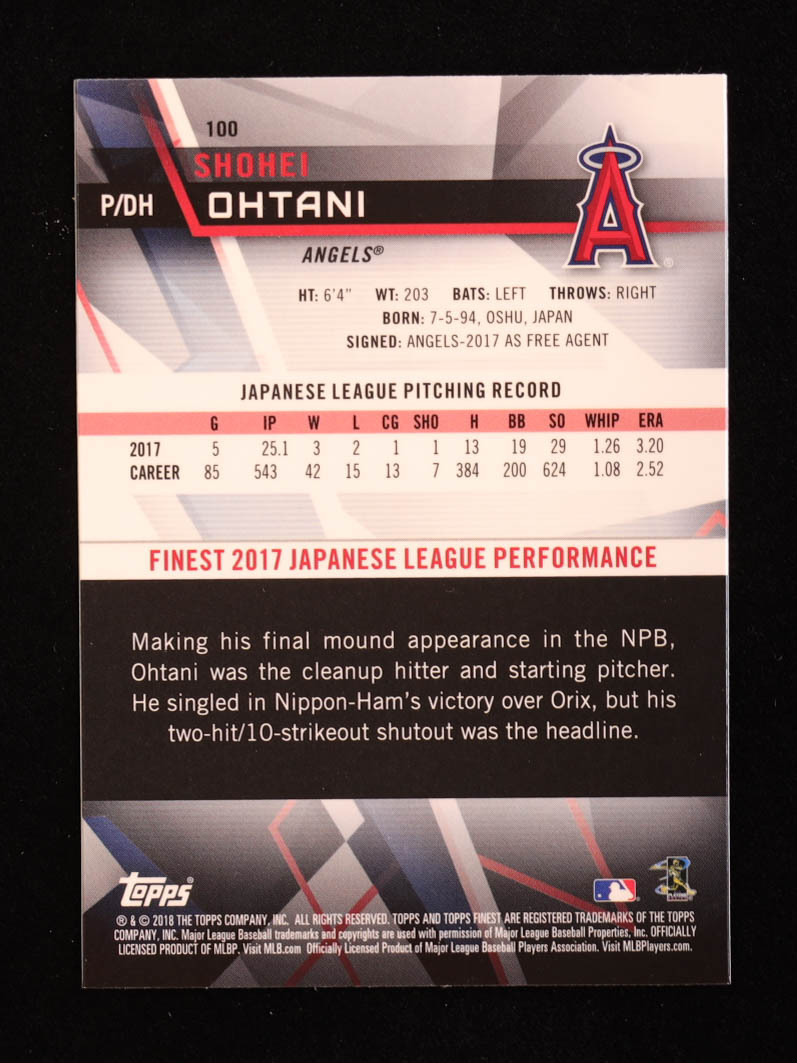 100
SHOHEI
P/DH OHTANI
A ®
ANGELS®
HT: 6'4" WT: 203 BATS: LEFT THROWS: RIGHT
BORN: 7-5-94, OSHU, JAPAN
SIGNED: ANGELS-2017 AS FREE AGENT
JAPANESE LEAGUE PITCHING RECORD
G IP W L CG SHO H BB SO WHIP ERA
2017 5 25.1 3 2 1 1 13 19 29 1.26 3.20
CAREER 85 543 42 15 13 7 384 200 624 1.08 2.52
FINEST 2017 JAPANESE LEAGUE PERFORMANCE
Making his final mound appearance in the NPB,
Ohtani was the cleanup hitter and starting pitcher.
He singled in Nippon-Ham's victory over Orix, but his
two-hit/10-strikeout shutout was the headline.
Topps®
® & © 2018 THE TOPPS COMPANY, INC. ALL RIGHTS RESERVED. TOPPS AND TOPPS FINEST ARE REGISTERED TRADEMARKS OF THE TOPPS
COMPANY, INC. Major League Baseball trademarks and copyrights are used with permission of Major League Baseball Properties, Inc. OFFICIALLY
LICENSED PRODUCT OF MLBP. Visit MLB.com Officially Licensed Product of Major League Baseball Players Association. Visit MLBPlayers.com.